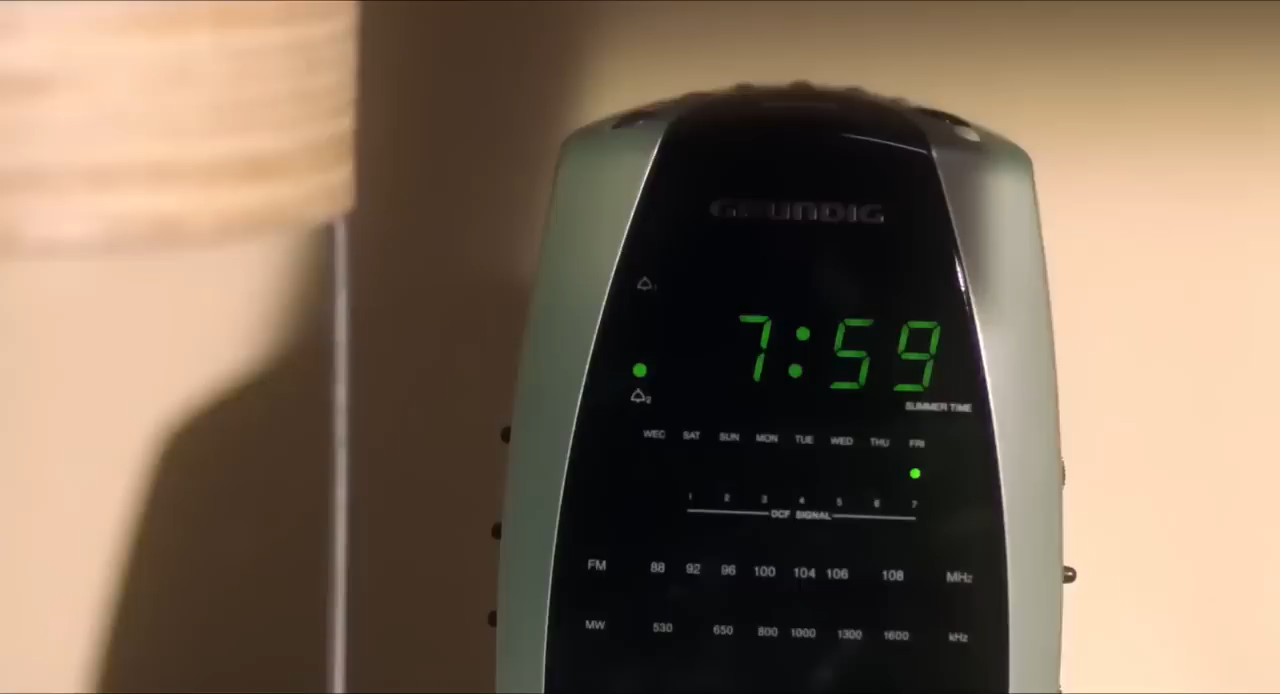 GRUNDIG
1
7:59
2
SUMMER TIME
WEC SAT SUN MON TUE WED THU FRI
1 2 3 4 5 6 7
DCF SIGNAL
FM 88 92 96 100 104 106 108 MHz
MW 530 650 800 1000 1300 1600 kHz